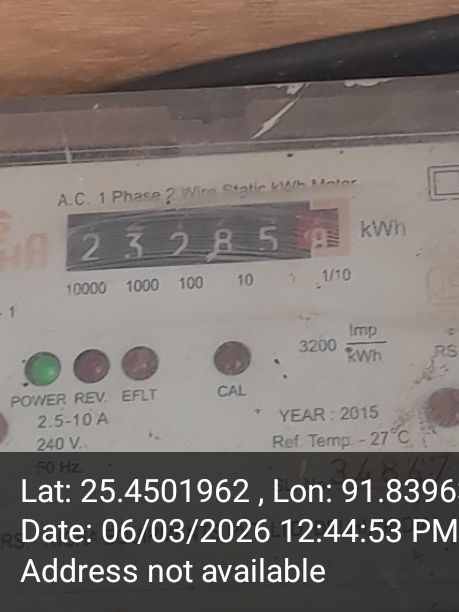 A.C. 1 Phase 2 Wire Static kWh Meter
2 3 2 8 5 8 kWh
10000 1000 100 10 1/10
3200 Imp
kWh
RS
POWER REV. EFLT CAL
2.5-10 A
YEAR : 2015
240 V.
Ref. Temp. - 27°C
50 Hz.
Lat: 25.4501962 , Lon: 91.8396
Date: 06/03/2026 12:44:53 PM
Address not available